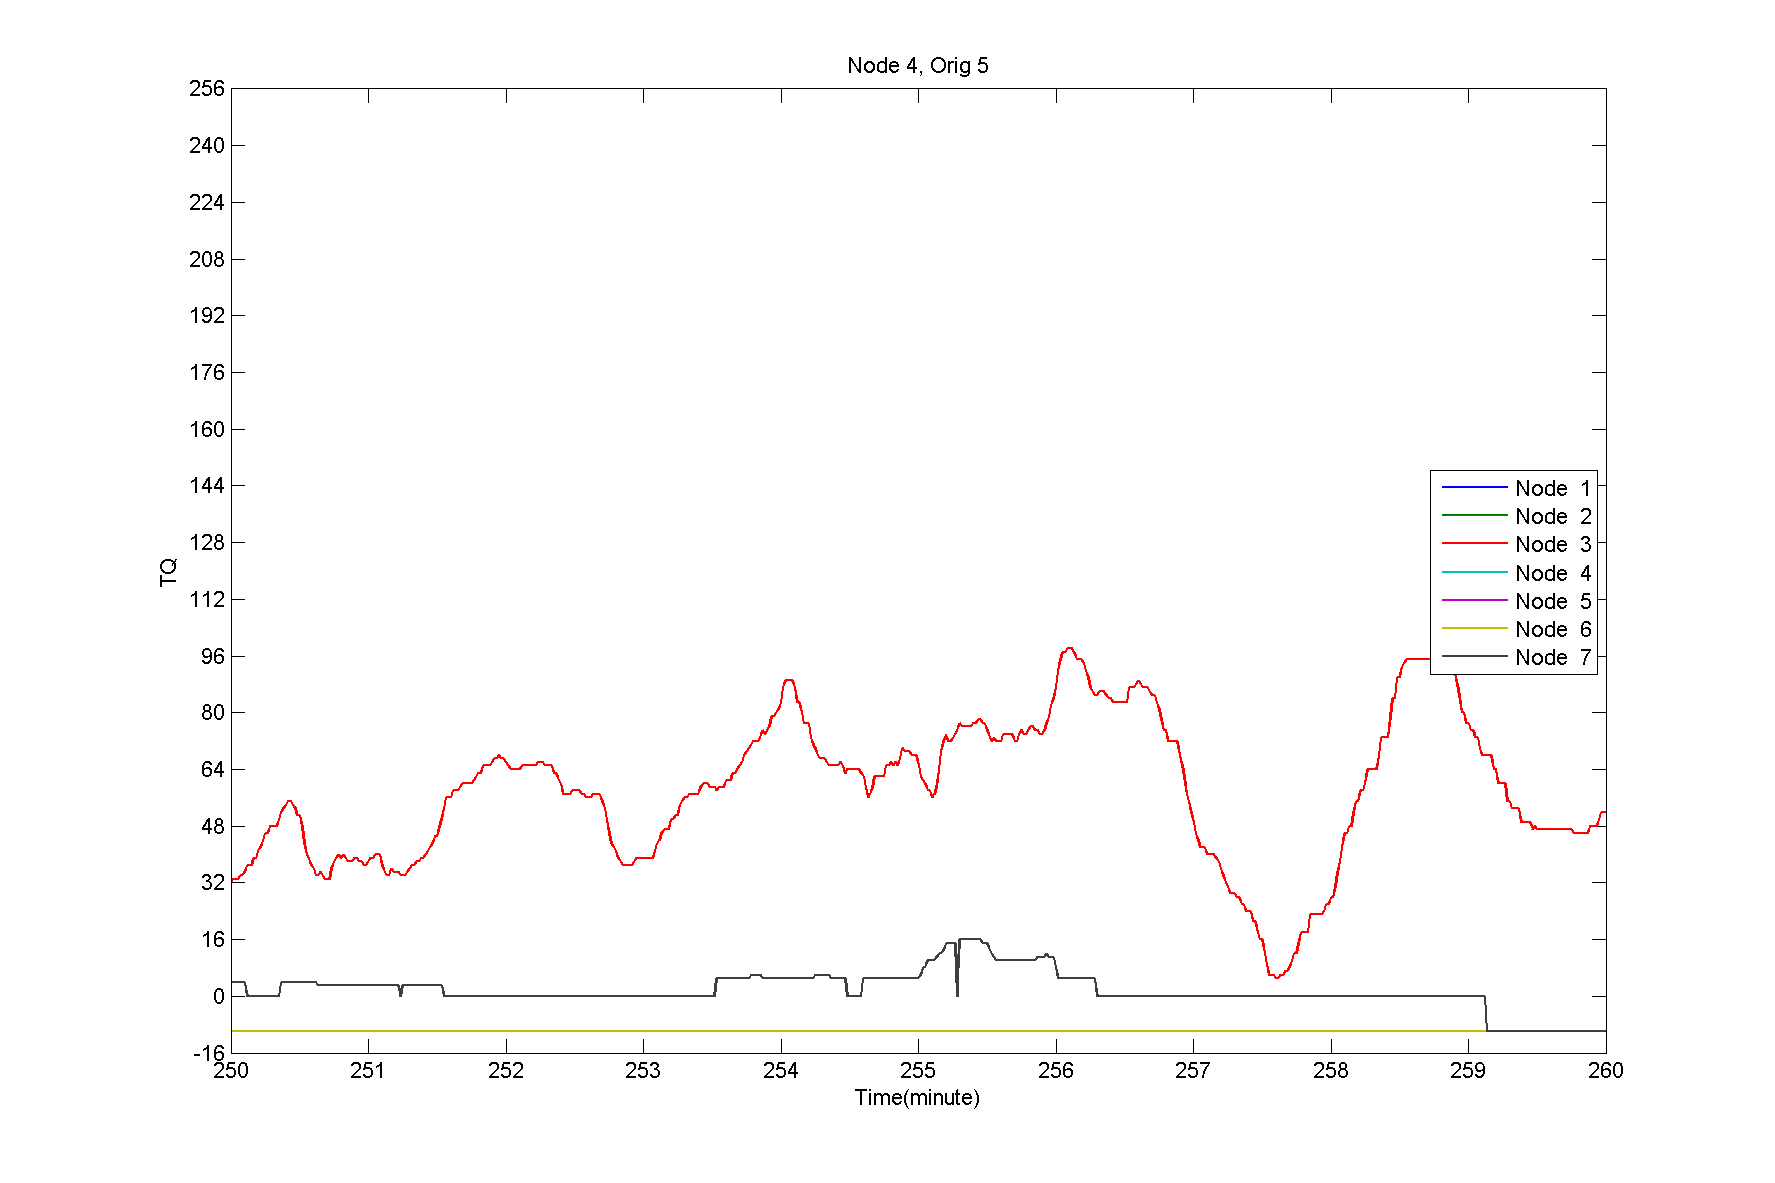 Node 4, Orig 5
256
240
224
208
192
176
160
144
128
112
96
80
64
48
32
16
0
-16
TQ
250 251 252 253 254 255 256 257 258 259 260
Time(minute)
Node 1
Node 2
Node 3
Node 4
Node 5
Node 6
Node 7